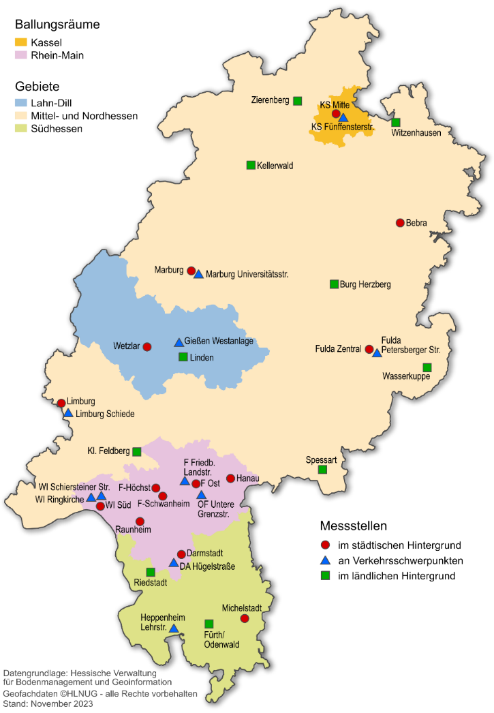 Ballungsräume
Kassel
Rhein-Main
Gebiete
Lahn-Dill
Mittel- und Nordhessen
Südhessen
Zierenberg
KS Mitte
KS Fünffensterstr.
Witzenhausen
Kellerwald
Bebra
Marburg
Marburg Universitätsstr.
Burg Herzberg
Wetzlar
Gießen Westanlage
Linden
Fulda Zentral
Fulda
Petersberger Str.
Wasserkuppe
Limburg
Limburg Schiede
Kl. Feldberg
Spessart
F Friedb.
Landstr.
Hanau
WI Schiersteiner Str.
WI Ringkirche
WI Süd
F-Höchst
F Ost
F-Schwanheim
OF Untere
Grenzstr.
Raunheim
Darmstadt
DA Hügelstraße
Riedstadt
Michelstadt
Heppenheim
Lehrstr.
Fürth/
Odenwald
Messstellen
im städtischen Hintergrund
an Verkehrsschwerpunkten
im ländlichen Hintergrund
Datengrundlage: Hessische Verwaltung
für Bodenmanagement und Geoinformation
Geofachdaten ©HLNUG - alle Rechte vorbehalten
Stand: November 2023